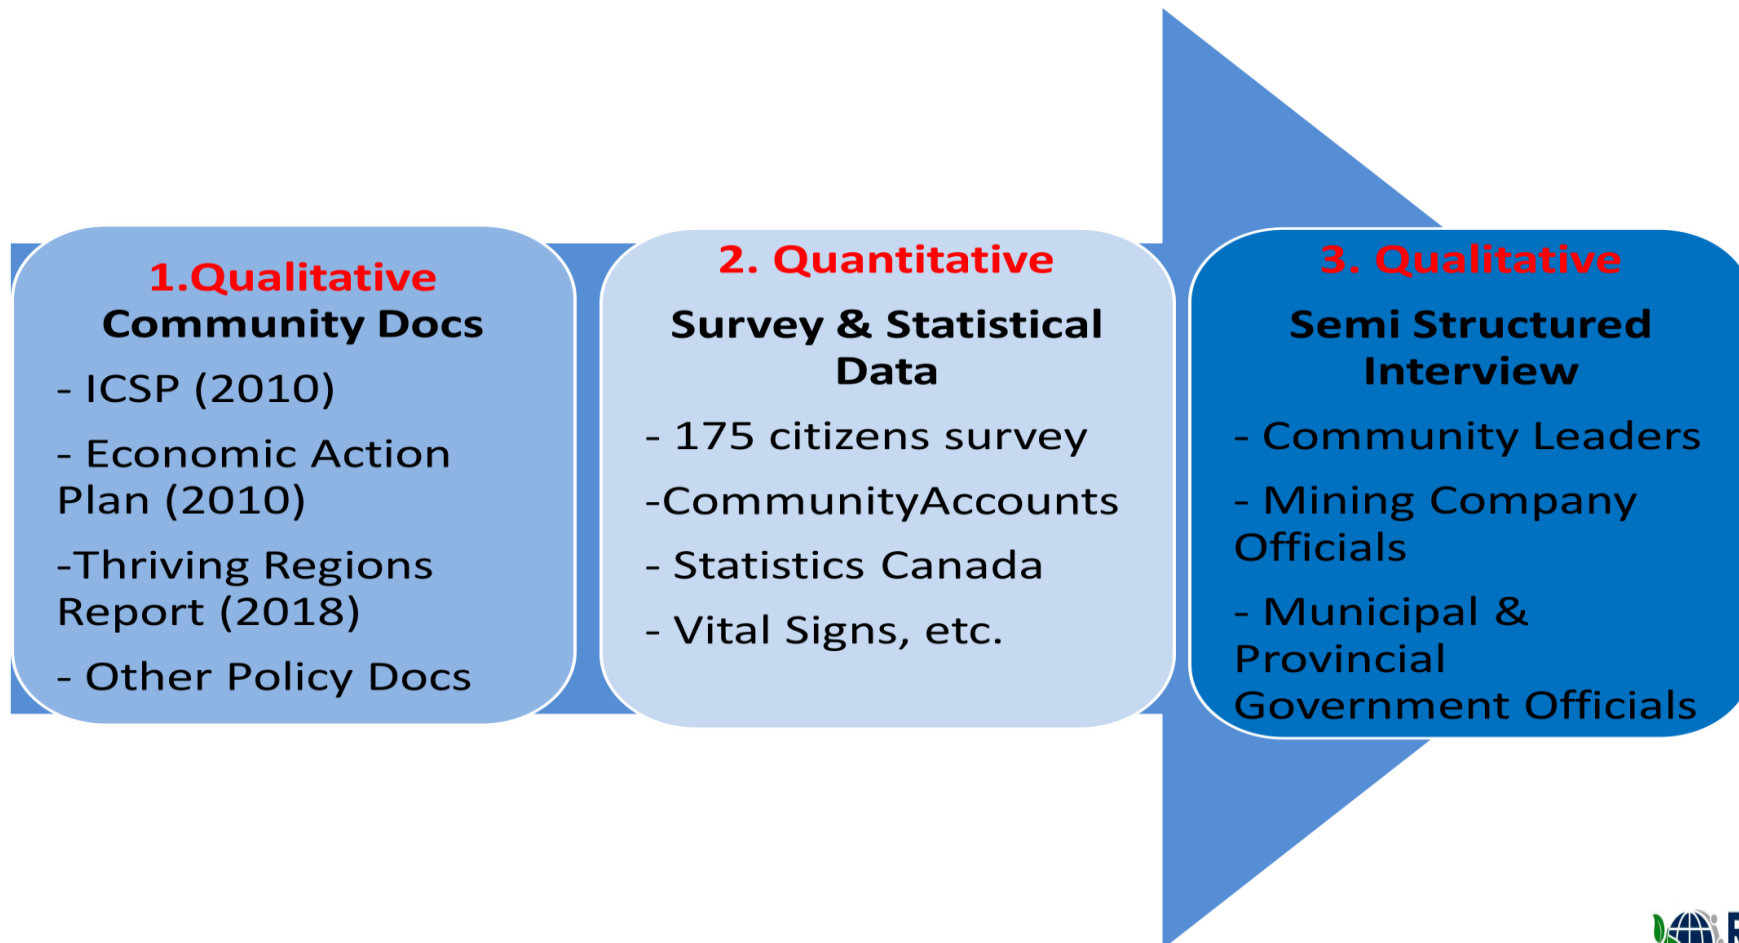 1.Qualitative
Community Docs
- ICSP (2010)
- Economic Action
Plan (2010)
-Thriving Regions
Report (2018)
- Other Policy Docs
2. Quantitative
Survey & Statistical
Data
- 175 citizens survey
-CommunityAccounts
- Statistics Canada
- Vital Signs, etc.
3. Qualitative
Semi Structured
Interview
- Community Leaders
- Mining Company
Officials
- Municipal &
Provincial
Government Officials